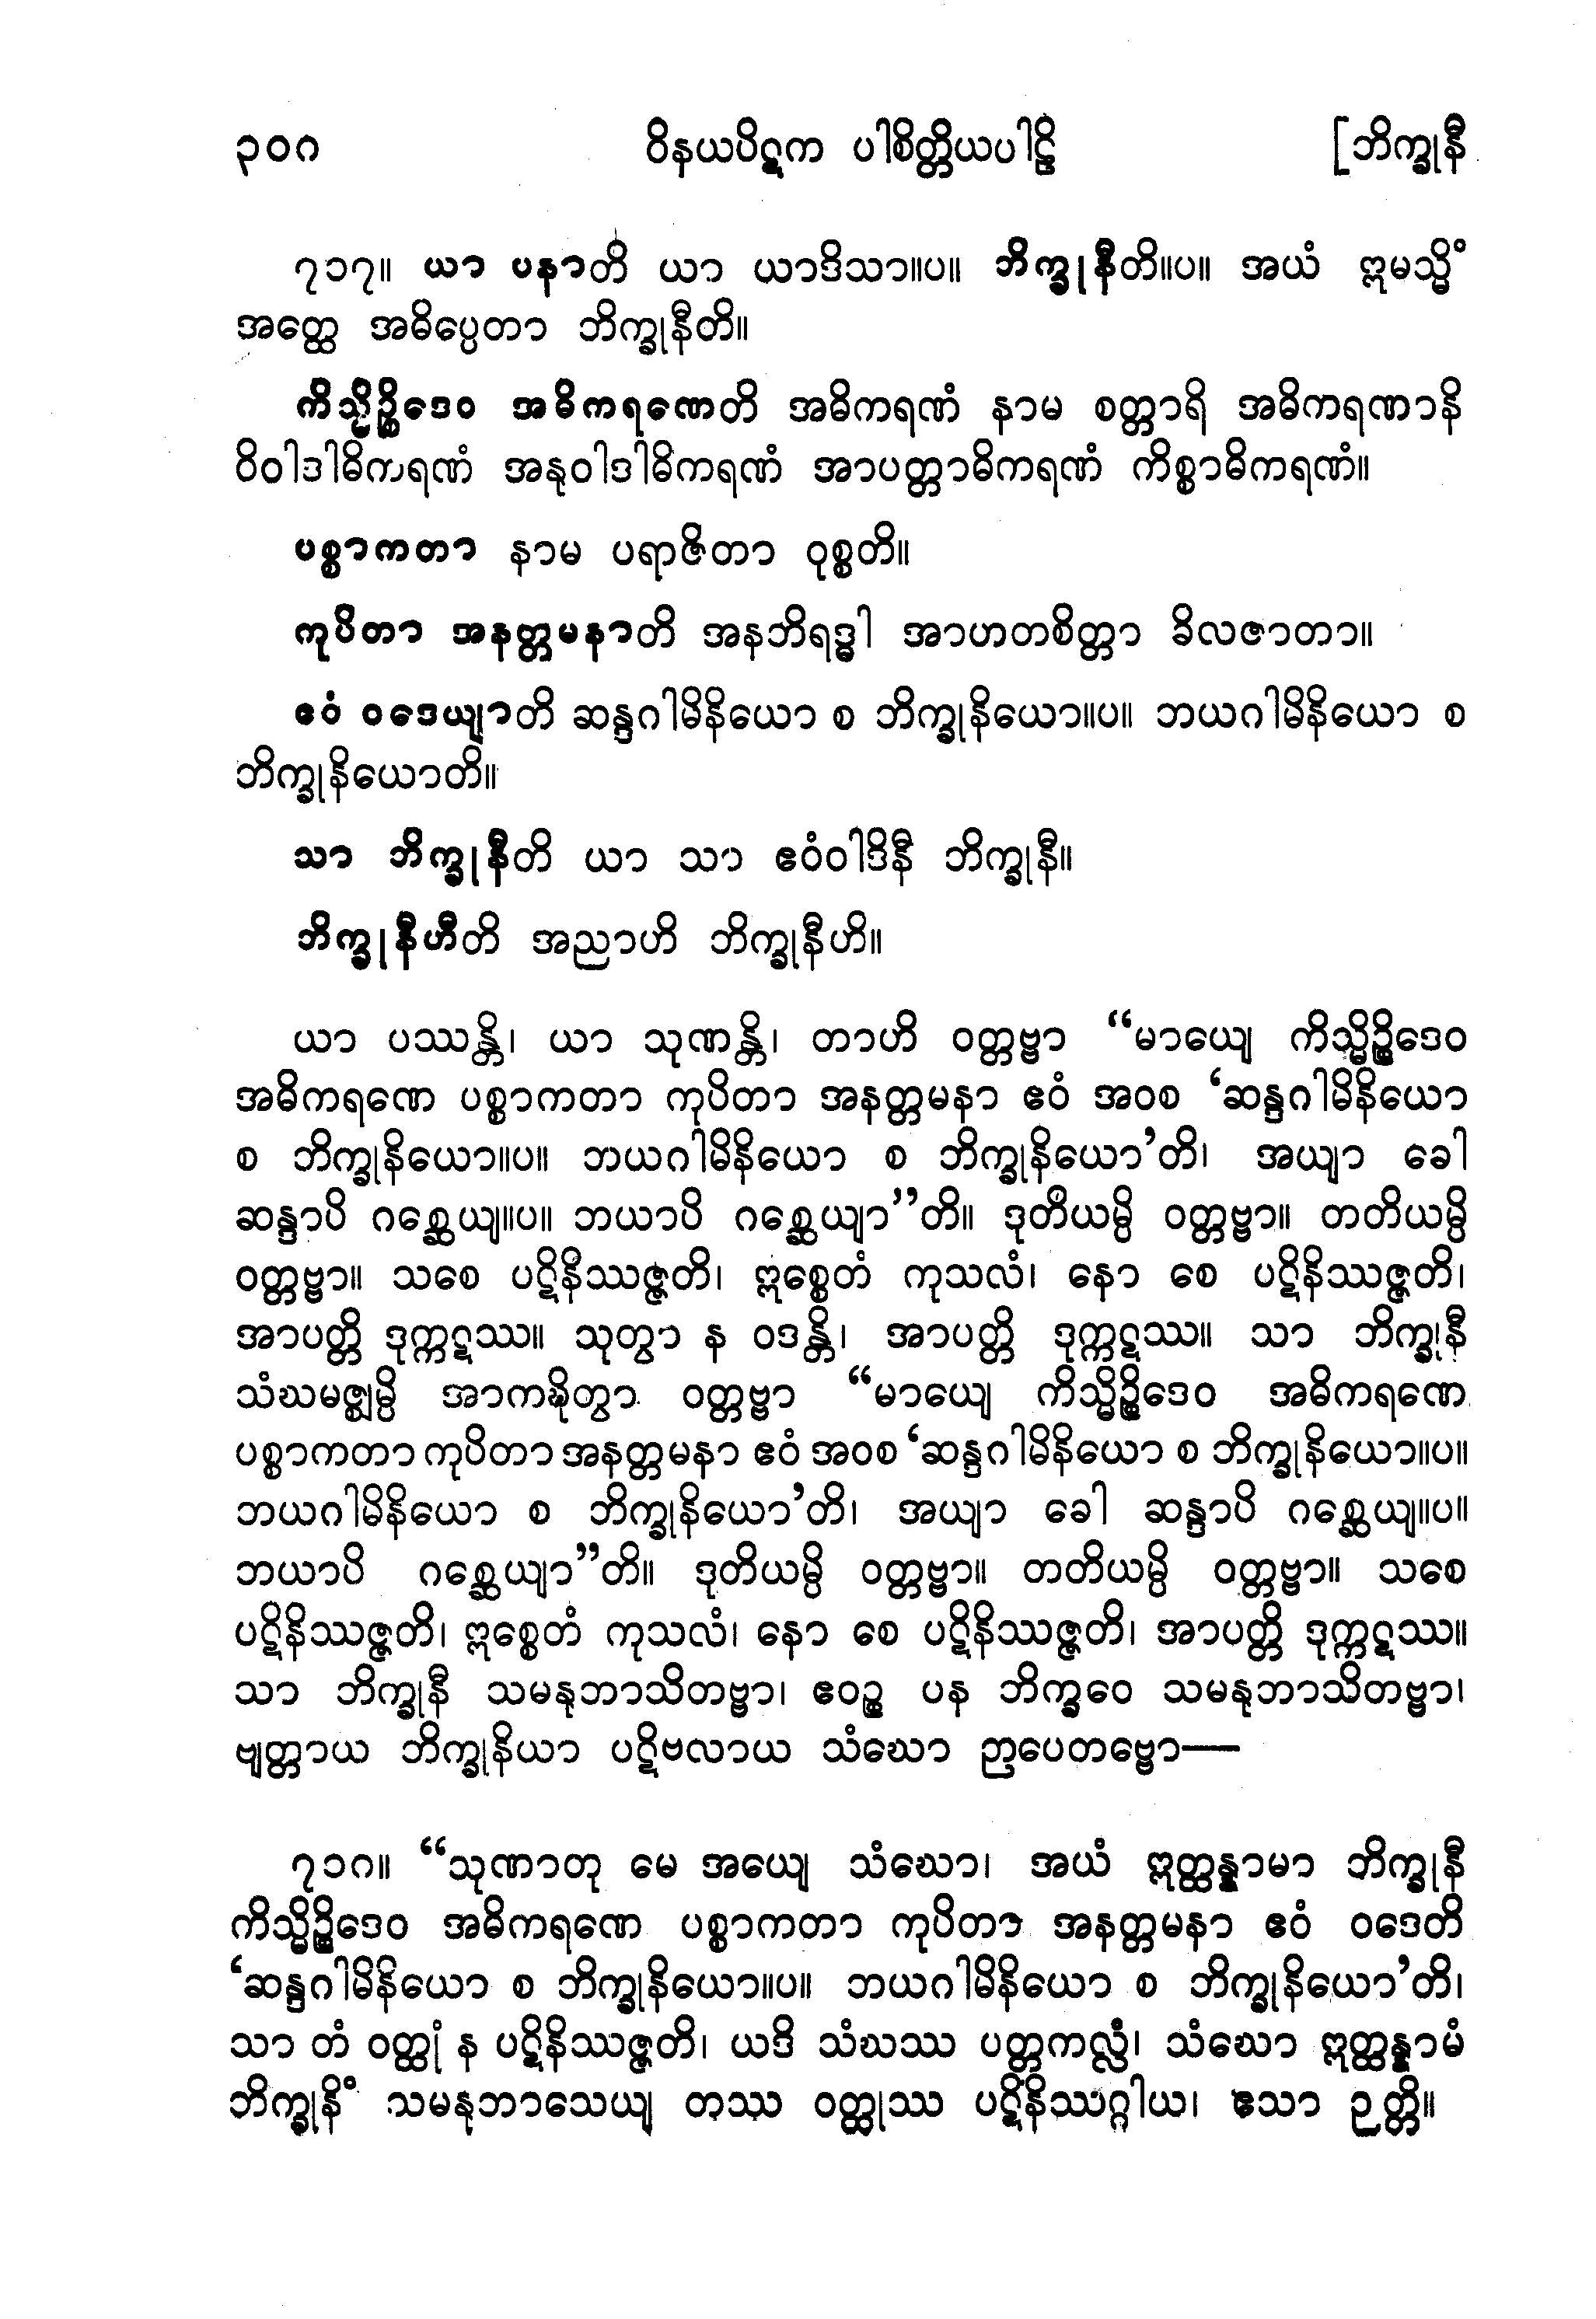 ၃၀ဂ ဝိနယပိဋက ပါစိတ္တိယပါဠိ [ဘိက္ခုနီ
၇၁၇။ ယာ ပနာတိ ယာ ယာဒိသာ။ပ။ ဘိက္ခုနီတိ။ပ။ အယံ ဣမသ္မိံ
အတ္ထေ အဓိပ္ပေတာ ဘိက္ခုနီတိ။
ကိသ္မိဉ္စိဒေဝ အဓိကရဏေတိ အဓိကရဏံ နာမ စတ္တာရိ အဓိကရဏာနိ
ဝိဝါဒါဓိကရဏံ အနုဝါဒါဓိကရဏံ အာပတ္တာဓိကရဏံ ကိစ္စာဓိကရဏံ။
ပစ္စာကတာ နာမ ပရာဇိတာ ဝုစ္စတိ။
ကုပိတာ အနတ္တမနာတိ အနဘိရဒ္ဓါ အာဟတစိတ္တာ ခိလဇာတာ။
ဧဝံ ဝဒေယျာတိ ဆန္ဒဂါမိနိယော စ ဘိက္ခုနိယော။ပ။ ဘယဂါမိနိယော စ
ဘိက္ခုနိယောတိ။
သာ ဘိက္ခုနီတိ ယာ သာ ဧဝံဝါဒိနီ ဘိက္ခုနီ။
ဘိက္ခုနီဟီတိ အညာဟိ ဘိက္ခုနီဟိ။
ယာ ပဿန္တိ၊ ယာ သုဏန္တိ၊ တာဟိ ဝတ္တဗ္ဗာ “မာယျေ ကိသ္မိဉ္စိဒေဝ
အဓိကရဏေ ပစ္စာကတာ ကုပိတာ အနတ္တမနာ ဧဝံ အဝစ ‘ဆန္ဒဂါမိနိယော
စ ဘိက္ခုနိယော။ပ။ ဘယဂါမိနိယော စ ဘိက္ခုနိယော’တိ၊ အယျာ ခေါ
ဆန္ဒာပိ ဂစ္ဆေယျ။ပ။ ဘယာပိ ဂစ္ဆေယျာ”တိ။ ဒုတိယမ္ပိ ဝတ္တဗ္ဗာ။ တတိယမ္ပိ
ဝတ္တဗ္ဗာ။ သစေ ပဋိနိဿဇ္ဇတိ၊ ဣစ္စေတံ ကုသလံ၊ နော စေ ပဋိနိဿဇ္ဇတိ၊
အာပတ္တိ ဒုက္ကဋဿ။ သုတွာ န ဝဒန္တိ၊ အာပတ္တိ ဒုက္ကဋဿ။ သာ ဘိက္ခုနီ
သံဃမဇ္ဈမ္ပိ အာကဍ္ဎိတွာ ဝတ္တဗ္ဗာ “မာယျေ ကိသ္မိဉ္စိဒေဝ အဓိကရဏေ
ပစ္စာကတာ ကုပိတာ အနတ္တမနာ ဧဝံ အဝစ ‘ဆန္ဒဂါမိနိယော စ ဘိက္ခုနိယော။ပ။
ဘယဂါမိနိယော စ ဘိက္ခုနိယော’တိ၊ အယျာ ခေါ ဆန္ဒာပိ ဂစ္ဆေယျ။ပ။
ဘယာပိ ဂစ္ဆေယျာ”တိ။ ဒုတိယမ္ပိ ဝတ္တဗ္ဗာ။ တတိယမ္ပိ ဝတ္တဗ္ဗာ။ သစေ
ပဋိနိဿဇ္ဇတိ၊ ဣစ္စေတံ ကုသလံ၊ နော စေ ပဋိနိဿဇ္ဇတိ၊ အာပတ္တိ ဒုက္ကဋဿ။
သာ ဘိက္ခုနီ သမနုဘာသိတဗ္ဗာ၊ ဧဝဉ္စ ပန ဘိက္ခဝေ သမနုဘာသိတဗ္ဗာ၊
ဗျတ္တာယ ဘိက္ခုနိယာ ပဋိဗလာယ သံဃော ဉာပေတဗ္ဗော—
၇၁ဂ။ “သုဏာတု မေ အယျေ သံဃော၊ အယံ ဣတ္ထန္နာမာ ဘိက္ခုနီ
ကိသ္မိဉ္စိဒေဝ အဓိကရဏေ ပစ္စာကတာ ကုပိတာ အနတ္တမနာ ဧဝံ ဝဒေတိ
‘ဆန္ဒဂါမိနိယော စ ဘိက္ခုနိယော။ပ။ ဘယဂါမိနိယော စ ဘိက္ခုနိယော’တိ၊
သာ တံ ဝတ္ထုံ န ပဋိနိဿဇ္ဇတိ၊ ယဒိ သံဃဿ ပတ္တကလ္လံ၊ သံဃော ဣတ္ထန္နာမံ
ဘိက္ခုနိံ သမနုဘာသေယျ တဿ ဝတ္ထုဿ ပဋိနိဿဂ္ဂါယ၊ ဧသာ ဉတ္တိ။